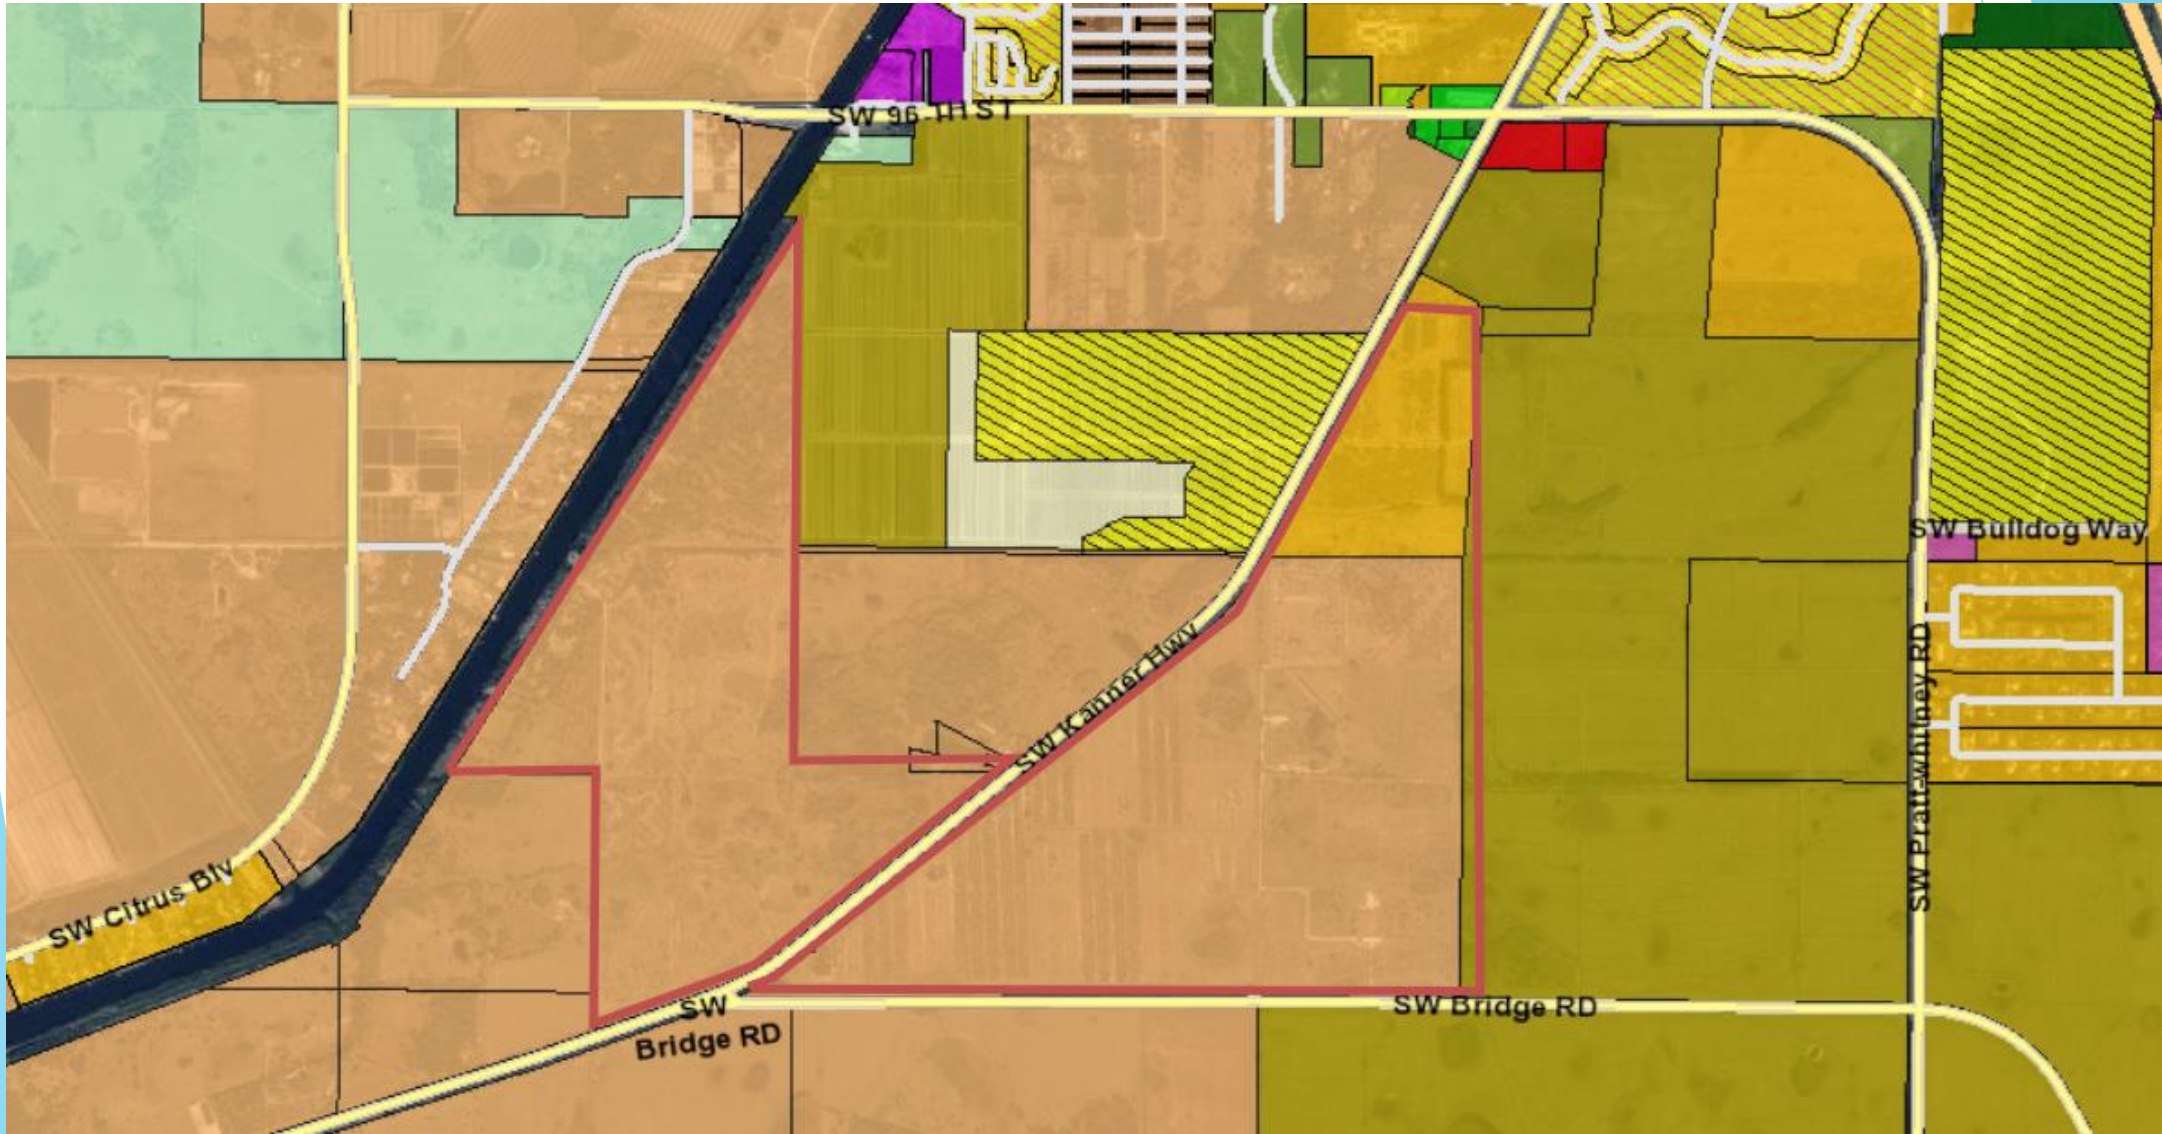 SW 96TH ST
SW Bulldog Way
SW Kanner Hwy
SW Pratt-whitney RD
SW Citrus Blv
SW
Bridge RD
SW Bridge RD